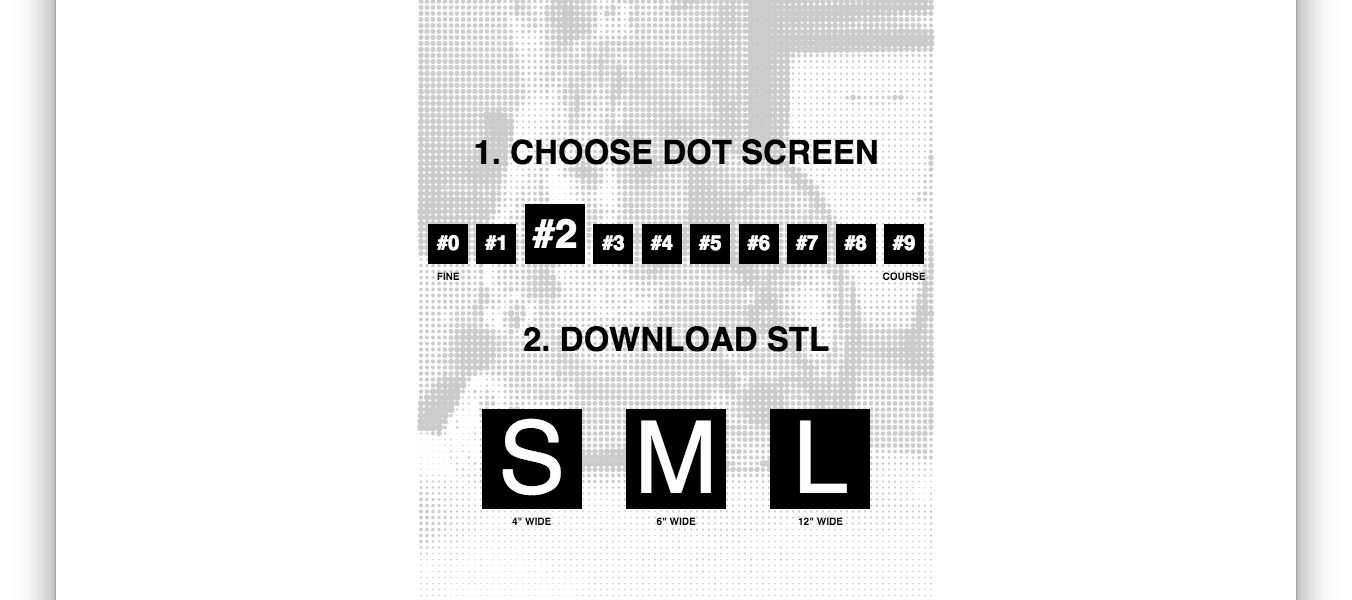 1. CHOOSE DOT SCREEN
#0 #1 #2 #3 #4 #5 #6 #7 #8 #9
FINE COURSE
2. DOWNLOAD STL
S M L
4" WIDE 6" WIDE 12" WIDE